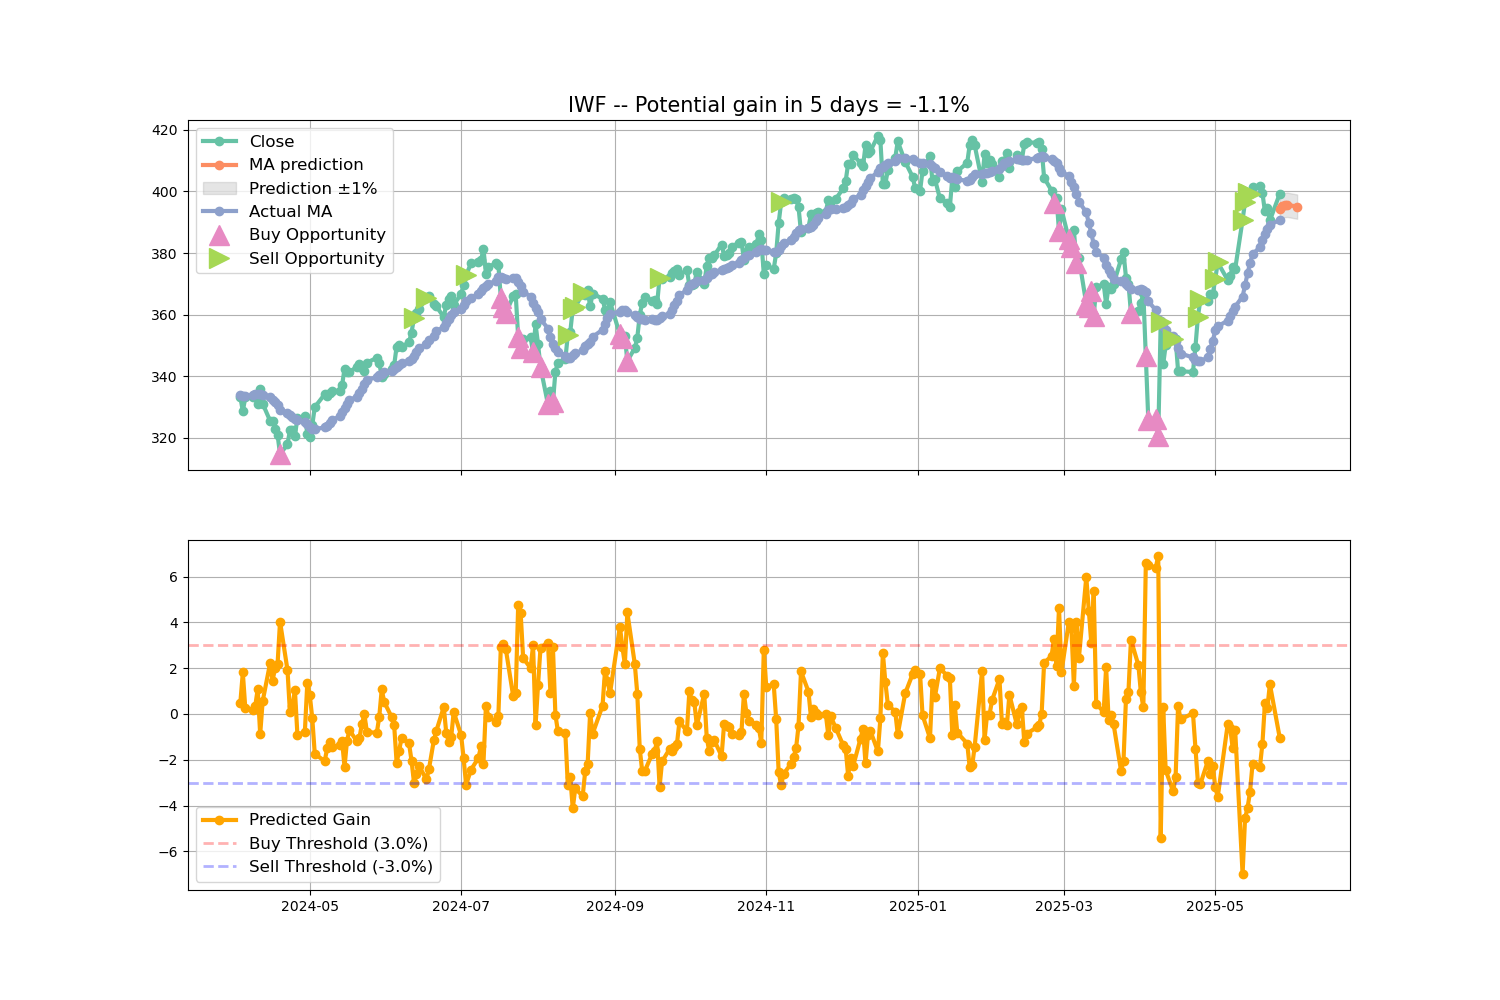 IWF -- Potential gain in 5 days = -1.1%
420
400
380
360
340
320
Close
MA prediction
Prediction ±1%
Actual MA
Buy Opportunity
Sell Opportunity
6
4
2
0
−2
−4
−6
Predicted Gain
Buy Threshold (3.0%)
Sell Threshold (-3.0%)
2024-05
2024-07
2024-09
2024-11
2025-01
2025-03
2025-05